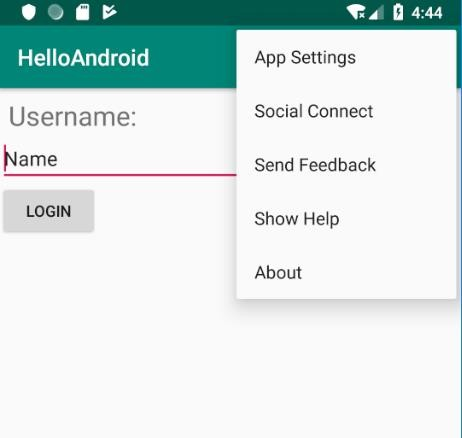 4:44
HelloAndroid
App Settings
Social Connect
Send Feedback
Show Help
About
Username:
Name
LOGIN